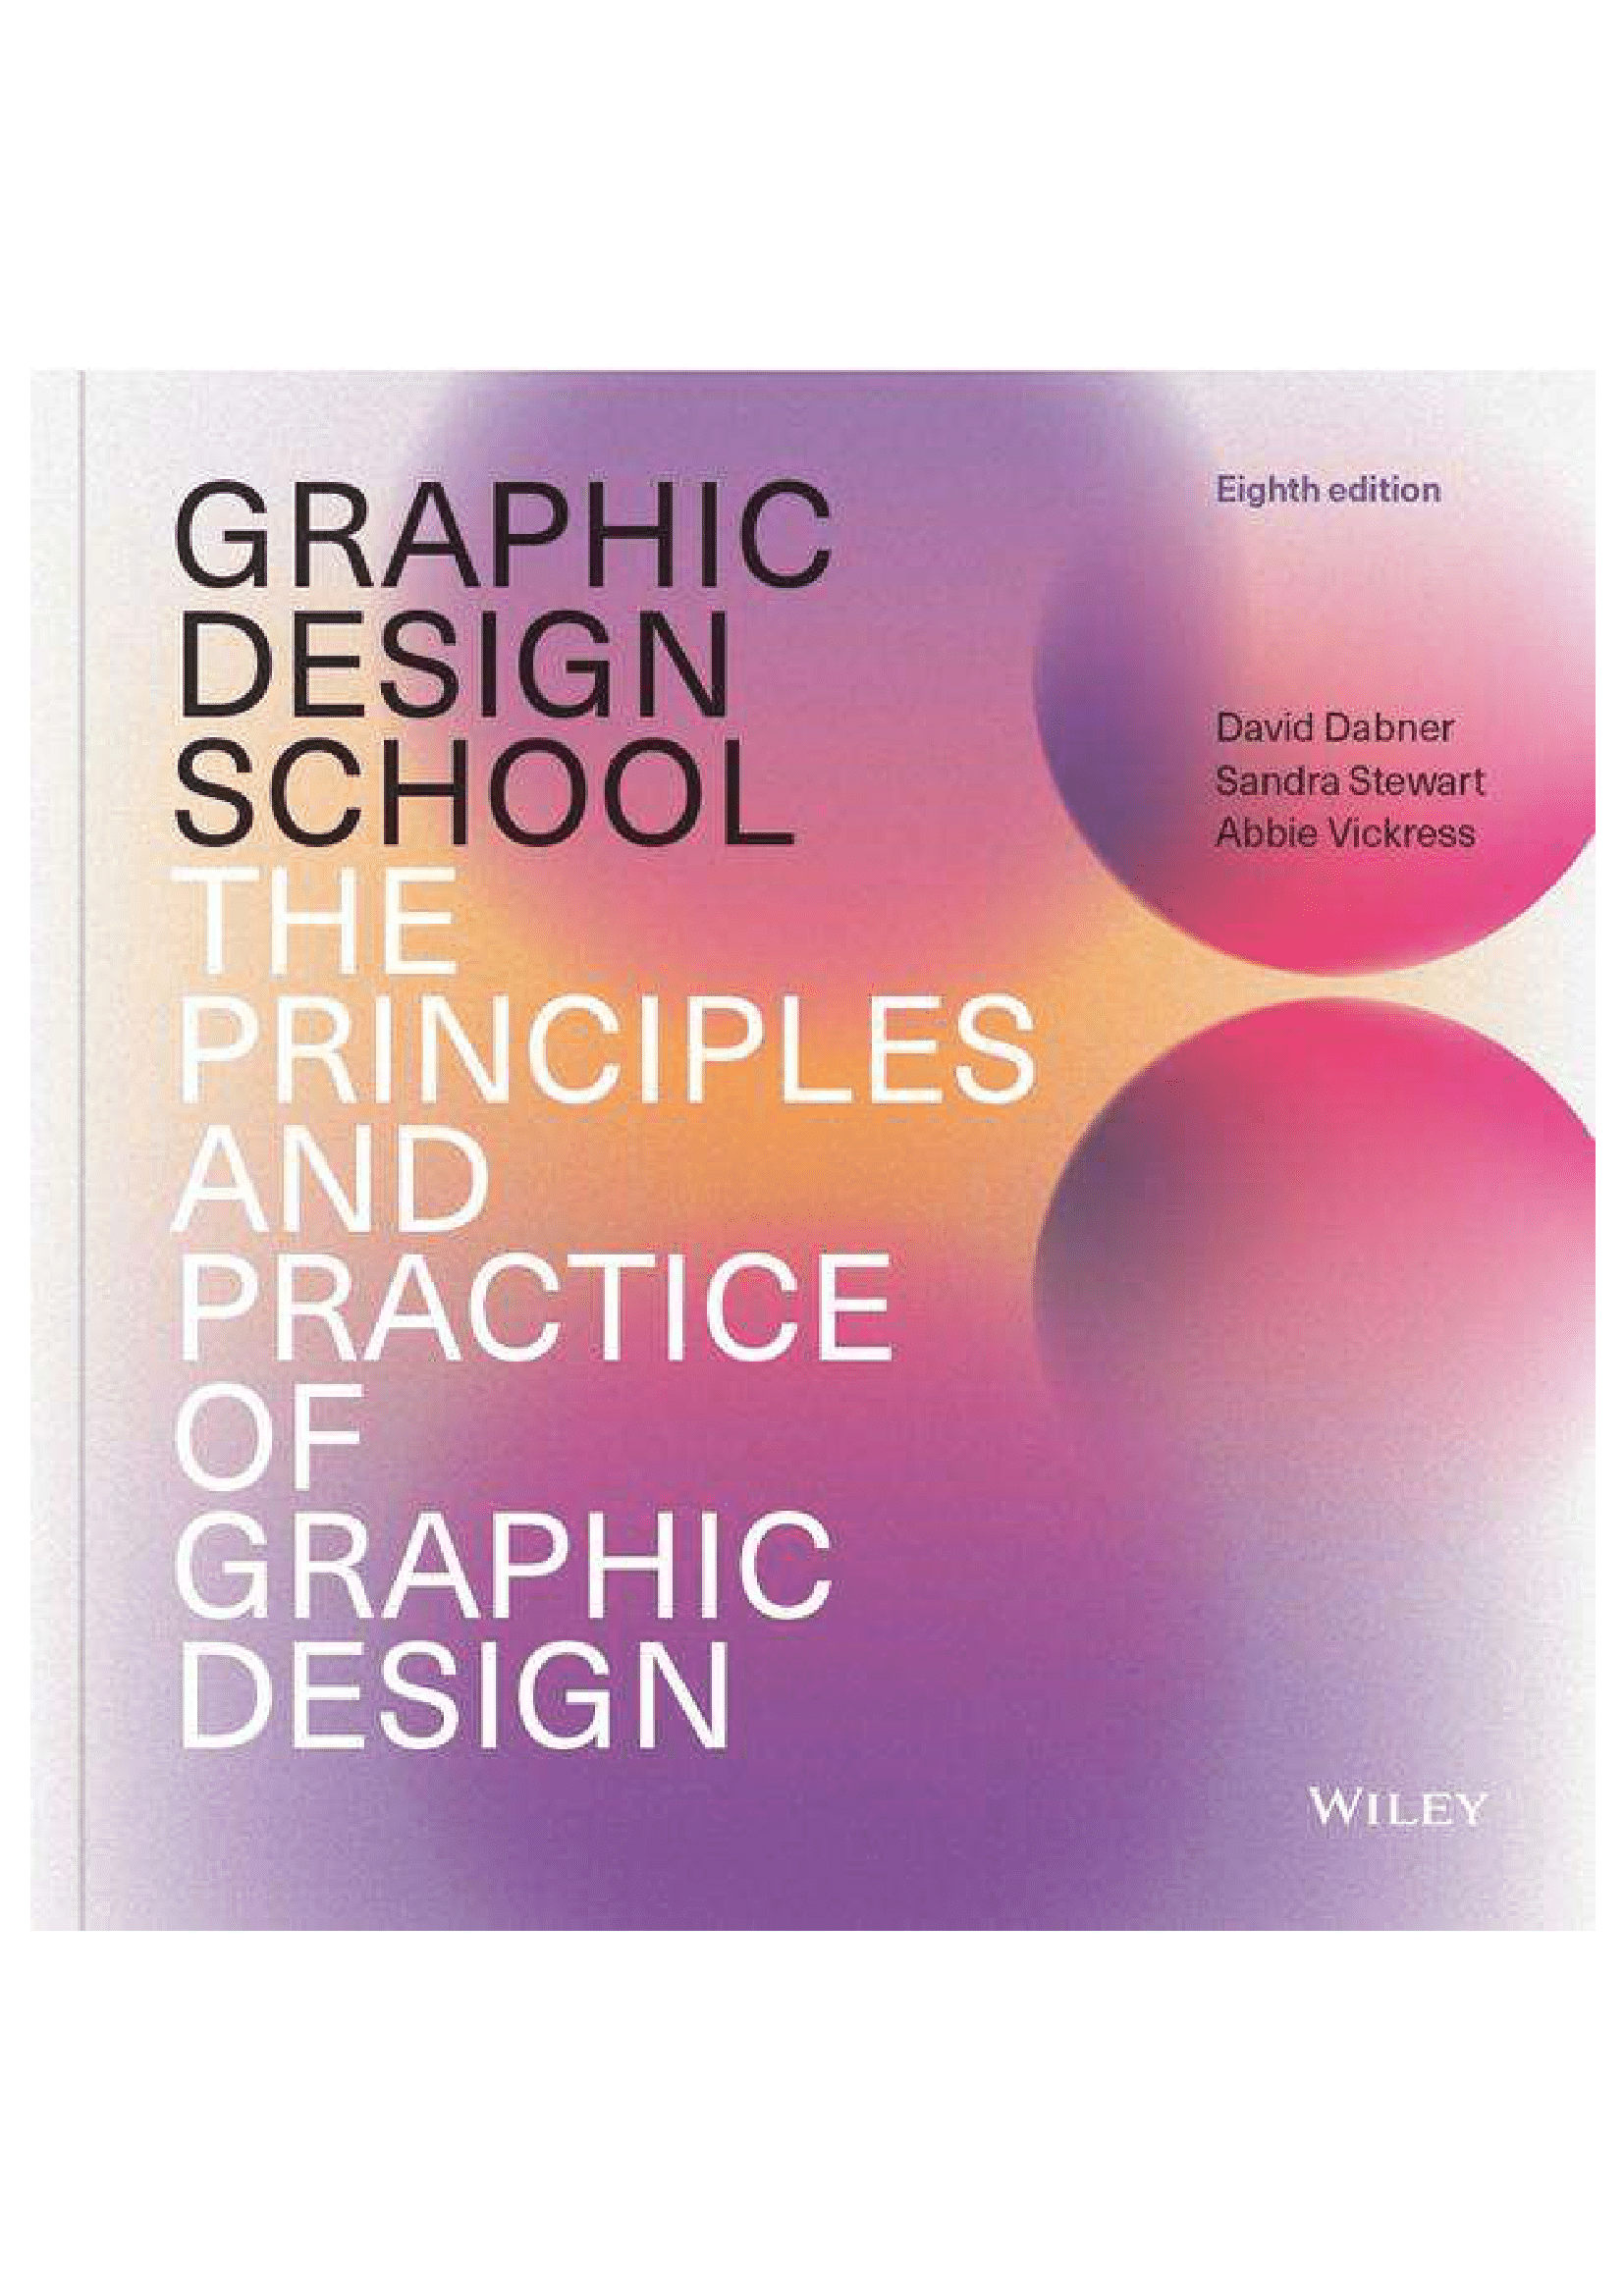 GRAPHIC
DESIGN
SCHOOL
THE
PRINCIPLES
AND
PRACTICE
OF
GRAPHIC
DESIGN
Eighth edition
David Dabner
Sandra Stewart
Abbie Vickress
WILEY